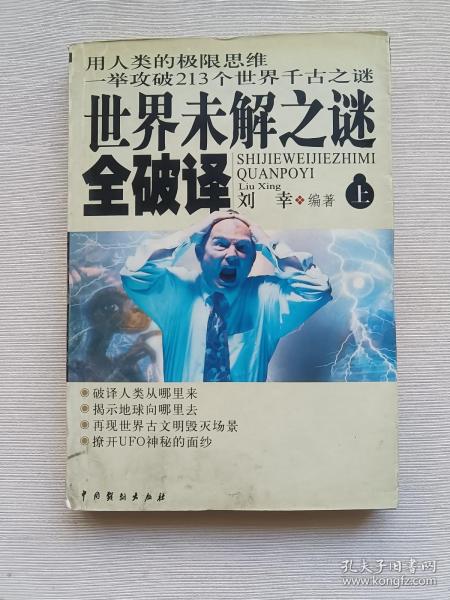 用人类的极限思维
一举攻破213个世界千古之谜
世界未解之谜
全破译
SHIJIEWEIJIEZHIMI
QUANPOYI
Liu Xing
刘 幸❖编著
上
破译人类从哪里来
揭示地球向哪里去
再现世界古文明毁灭场景
撩开UFO神秘的面纱
中国戏剧出版社
孔夫子旧书网
www.kongfz.com